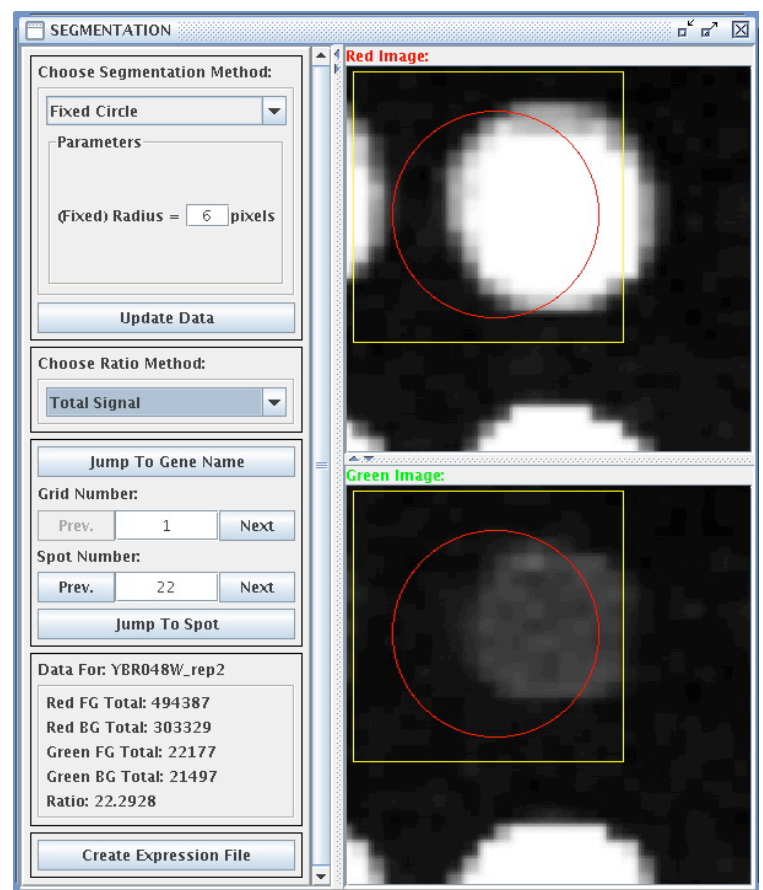 SEGMENTATION
Choose Segmentation Method:
Fixed Circle
Parameters
(Fixed) Radius = 6 pixels
Update Data
Choose Ratio Method:
Total Signal
Jump To Gene Name
Grid Number:
Prev. 1 Next
Spot Number:
Prev. 22 Next
Jump To Spot
Data For: YBR048W_rep2
Red FG Total: 494387
Red BG Total: 303329
Green FG Total: 22177
Green BG Total: 21497
Ratio: 22.2928
Create Expression File
Red Image:
Green Image: